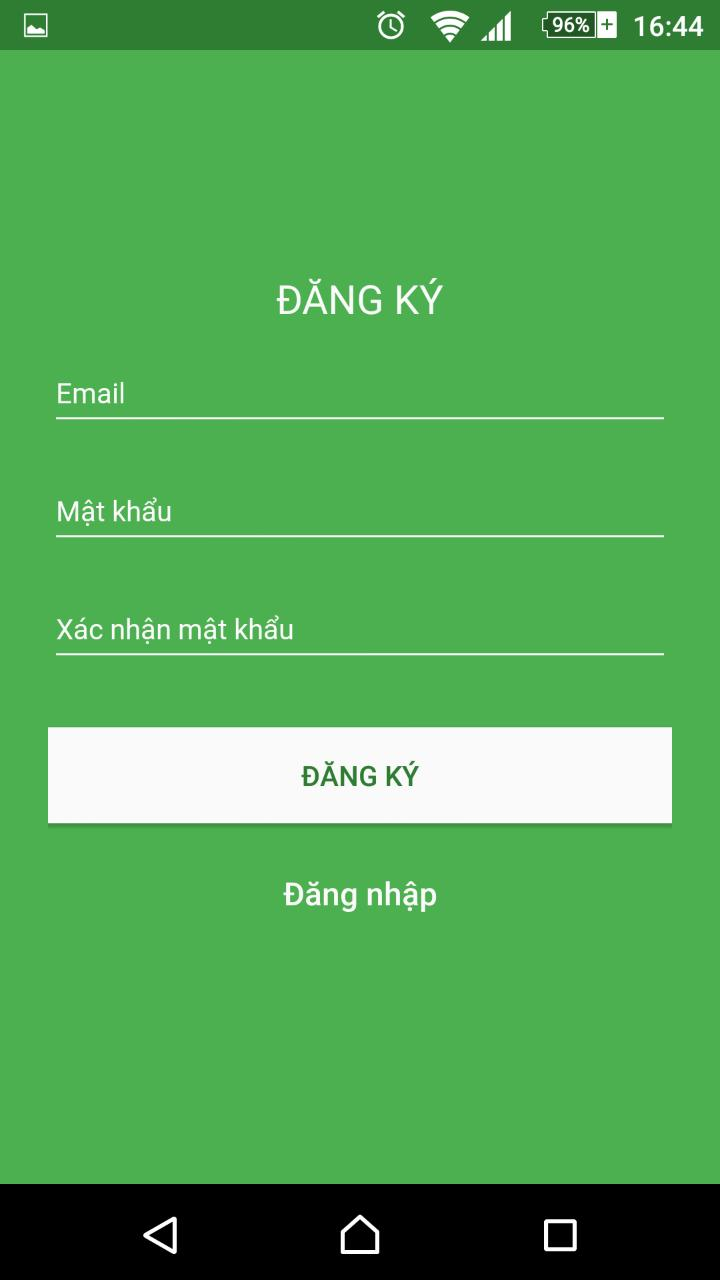 96% 16:44
ĐĂNG KÝ
Email
Mật khẩu
Xác nhận mật khẩu
ĐĂNG KÝ
Đăng nhập